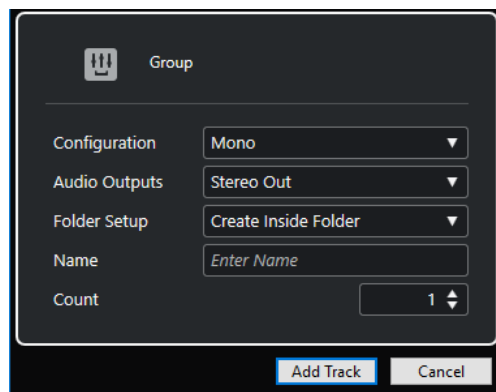 Group
Configuration Mono
Audio Outputs Stereo Out
Folder Setup Create Inside Folder
Name Enter Name
Count 1
Add Track Cancel